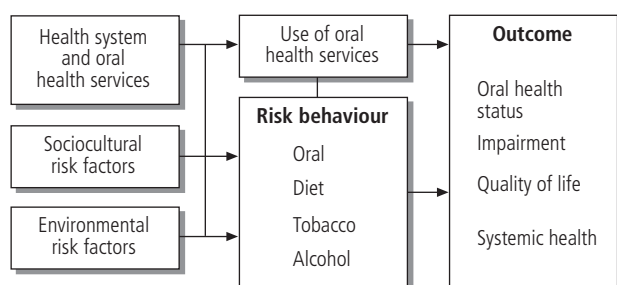 Health system
and oral
health services
Sociocultural
risk factors
Environmental
risk factors
Use of oral
health services
Risk behaviour
Oral
Diet
Tobacco
Alcohol
Outcome
Oral health
status
Impairment
Quality of life
Systemic health